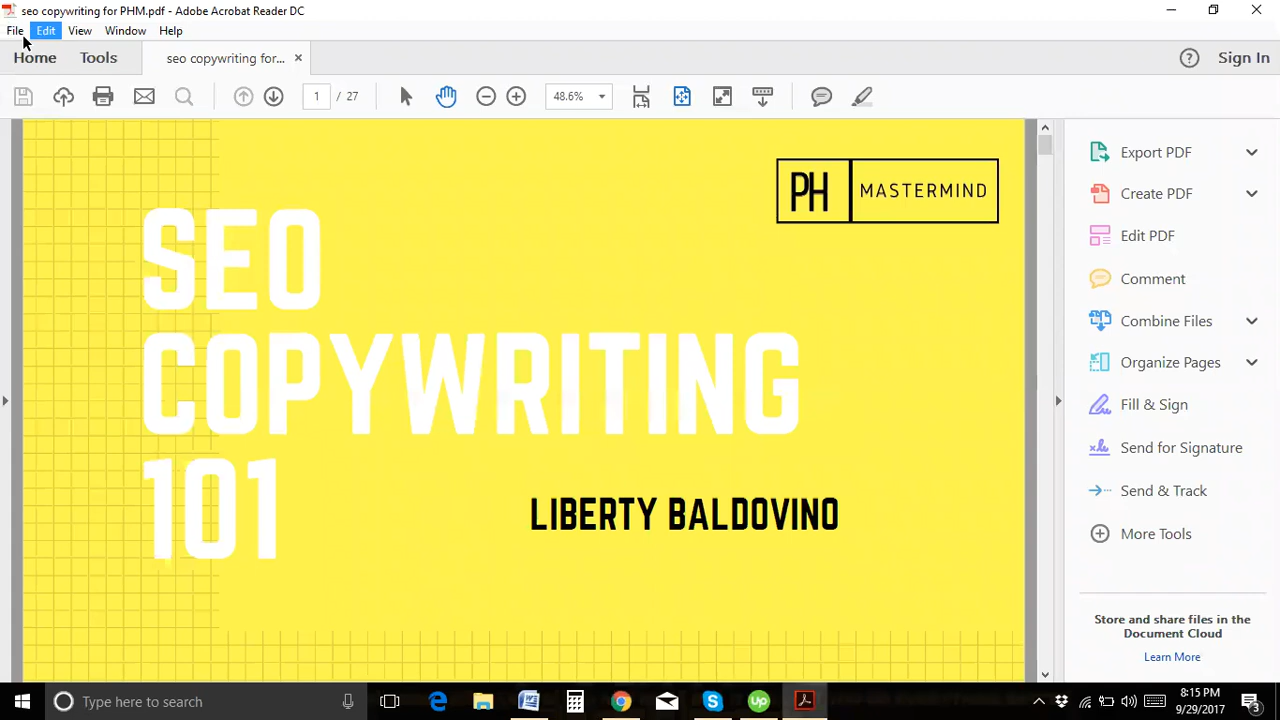 seo copywriting for PHM.pdf - Adobe Acrobat Reader DC
File Edit View Window Help
Home Tools seo copywriting for... Sign In
1 / 27 48.6%
PH MASTERMIND
SEO
COPYWRITING
101
LIBERTY BALDOVINO
Export PDF
Create PDF
Edit PDF
Comment
Combine Files
Organize Pages
Fill & Sign
Send for Signature
Send & Track
More Tools
Store and share files in the
Document Cloud
Learn More
Type here to search
8:15 PM
9/29/2017